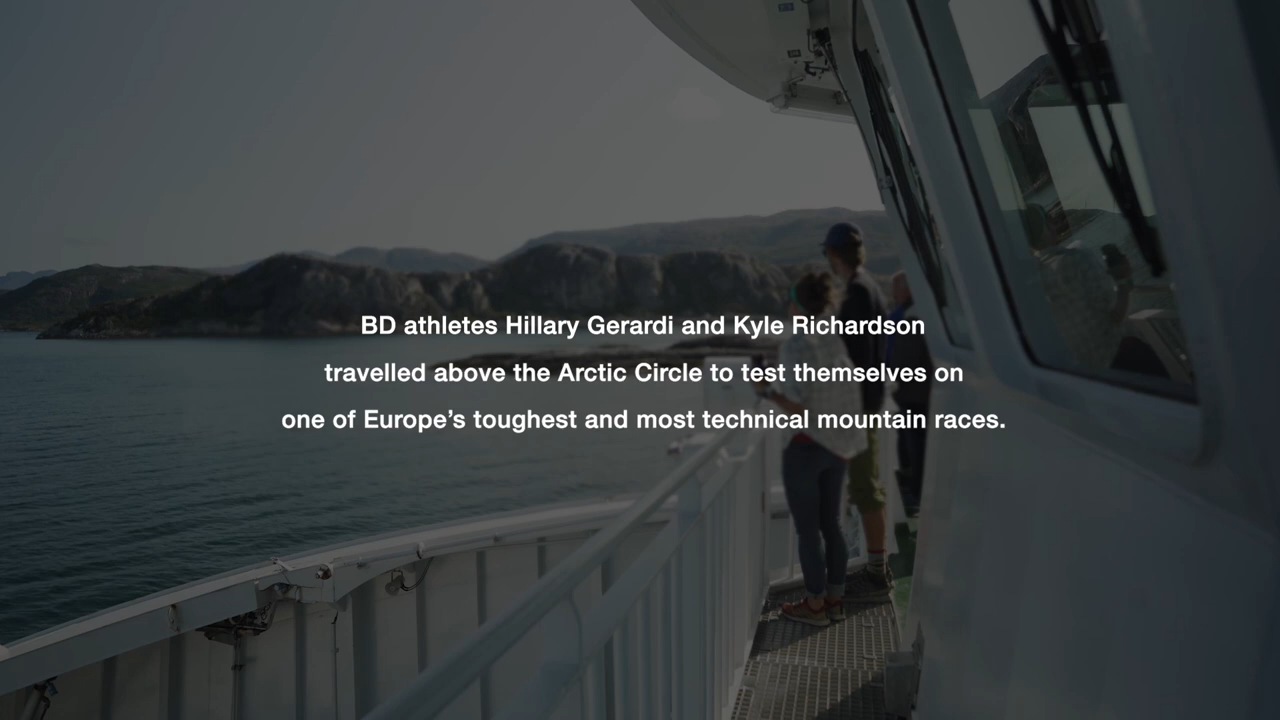 BD athletes Hillary Gerardi and Kyle Richardson
travelled above the Arctic Circle to test themselves on
one of Europe’s toughest and most technical mountain races.